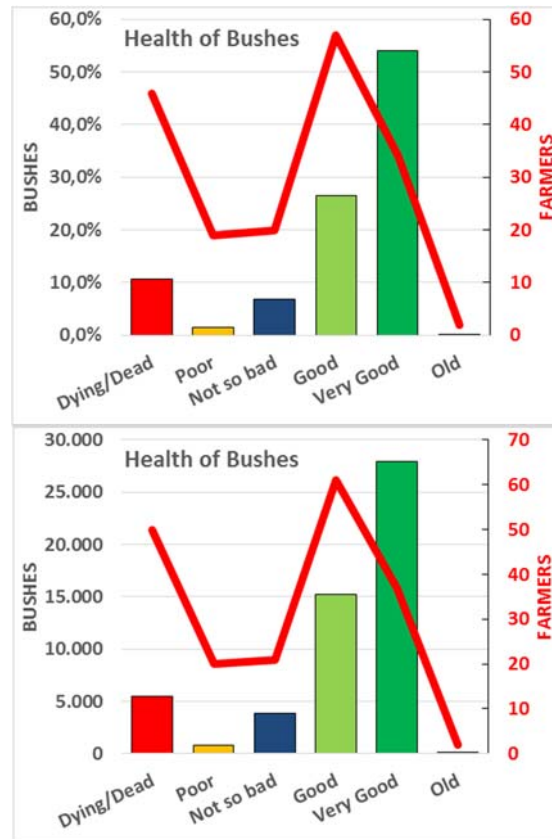 Health of Bushes
BUSHES
60,0%
50,0%
40,0%
30,0%
20,0%
10,0%
0,0%
60
50
40
30
20
10
0
FARMERS
Dying/Dead
Poor
Not so bad
Good
Very Good
Old
Health of Bushes
BUSHES
30.000
25.000
20.000
15.000
10.000
5.000
0
70
60
50
40
30
20
10
0
FARMERS
Dying/Dead
Poor
Not so bad
Good
Very Good
Old